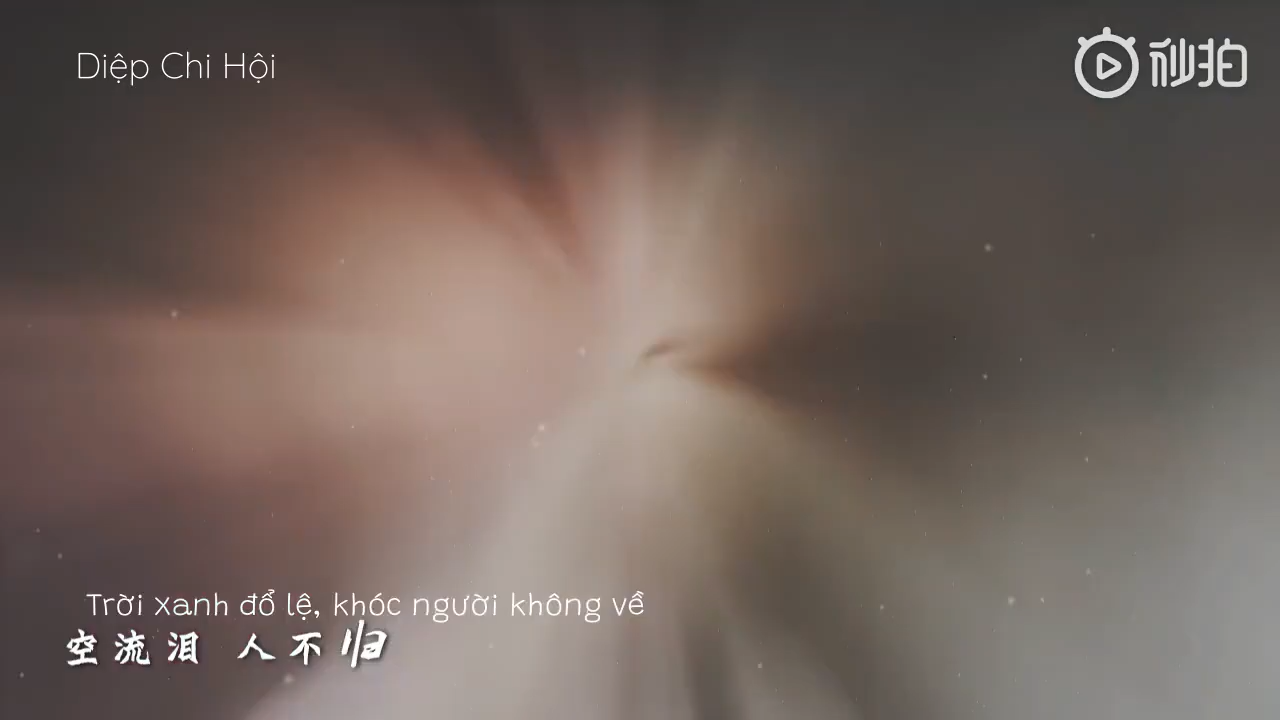 Diệp Chi Hội
秒拍
Trời xanh đổ lệ, khóc người không về
空流泪 人不归